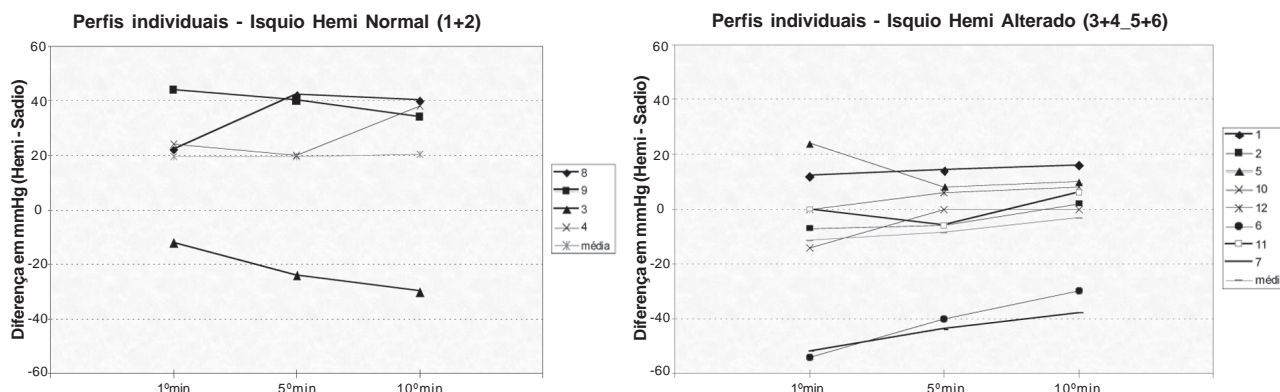 Perfis individuais - Isquio Hemi Normal (1+2)
Diferença em mmHg (Hemi - Sadio)
60
40
20
0
-20
-40
-60
1ºmin
5ºmin
10ºmin
8
9
3
4
média
Perfis individuais - Isquio Hemi Alterado (3+4_5+6)
Diferença em mmHg (Hemi - Sadio)
60
40
20
0
-20
-40
-60
1ºmin
5ºmin
10ºmin
1
2
5
10
12
6
11
7
médi